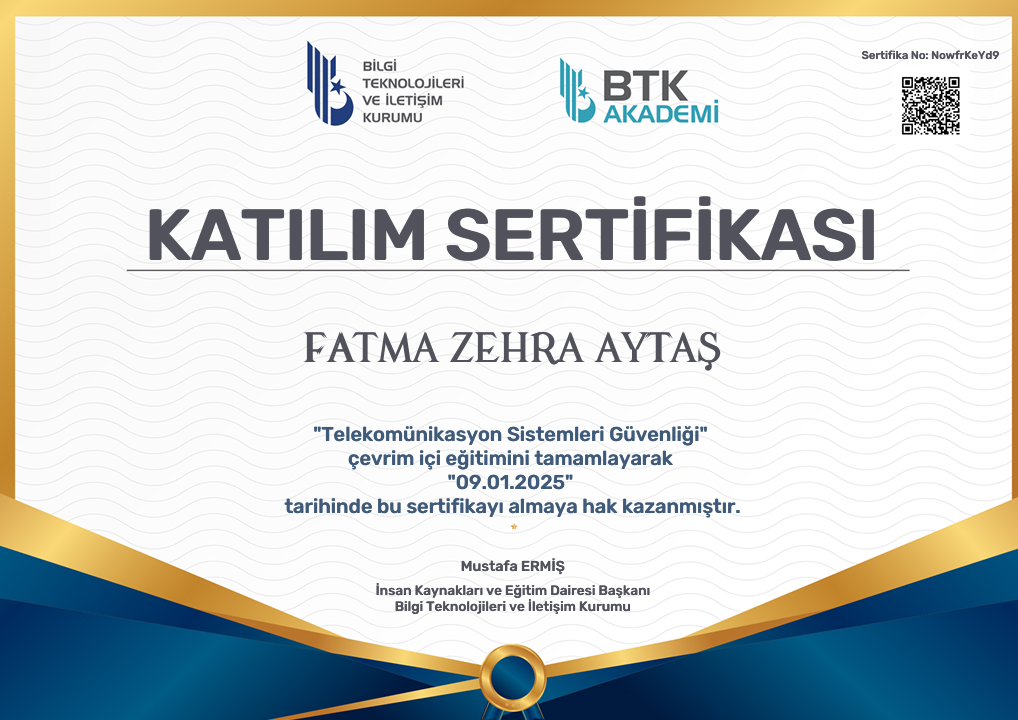 BİLGİ
TEKNOLOJİLERİ
VE İLETİŞİM
KURUMU
BTK
AKADEMİ
Sertifika No: NowfrKeYd9
KATILIM SERTİFİKASI
FATMA ZEHRA AYTAŞ
"Telekomünikasyon Sistemleri Güvenliği"
çevrim içi eğitimini tamamlayarak
"09.01.2025"
tarihinde bu sertifikayı almaya hak kazanmıştır.
Mustafa ERMİŞ
İnsan Kaynakları ve Eğitim Dairesi Başkanı
Bilgi Teknolojileri ve İletişim Kurumu